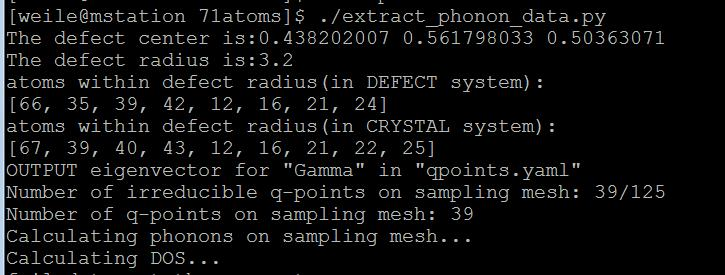 [weile@mstation 71atoms]$ ./extract_phonon_data.py
The defect center is:0.438202007 0.561798033 0.50363071
The defect radius is:3.2
atoms within defect radius(in DEFECT system):
[66, 35, 39, 42, 12, 16, 21, 24]
atoms within defect radius(in CRYSTAL system):
[67, 39, 40, 43, 12, 16, 21, 22, 25]
OUTPUT eigenvector for "Gamma" in "qpoints.yaml"
Number of irreducible q-points on sampling mesh: 39/125
Number of q-points on sampling mesh: 39
Calculating phonons on sampling mesh...
Calculating DOS...